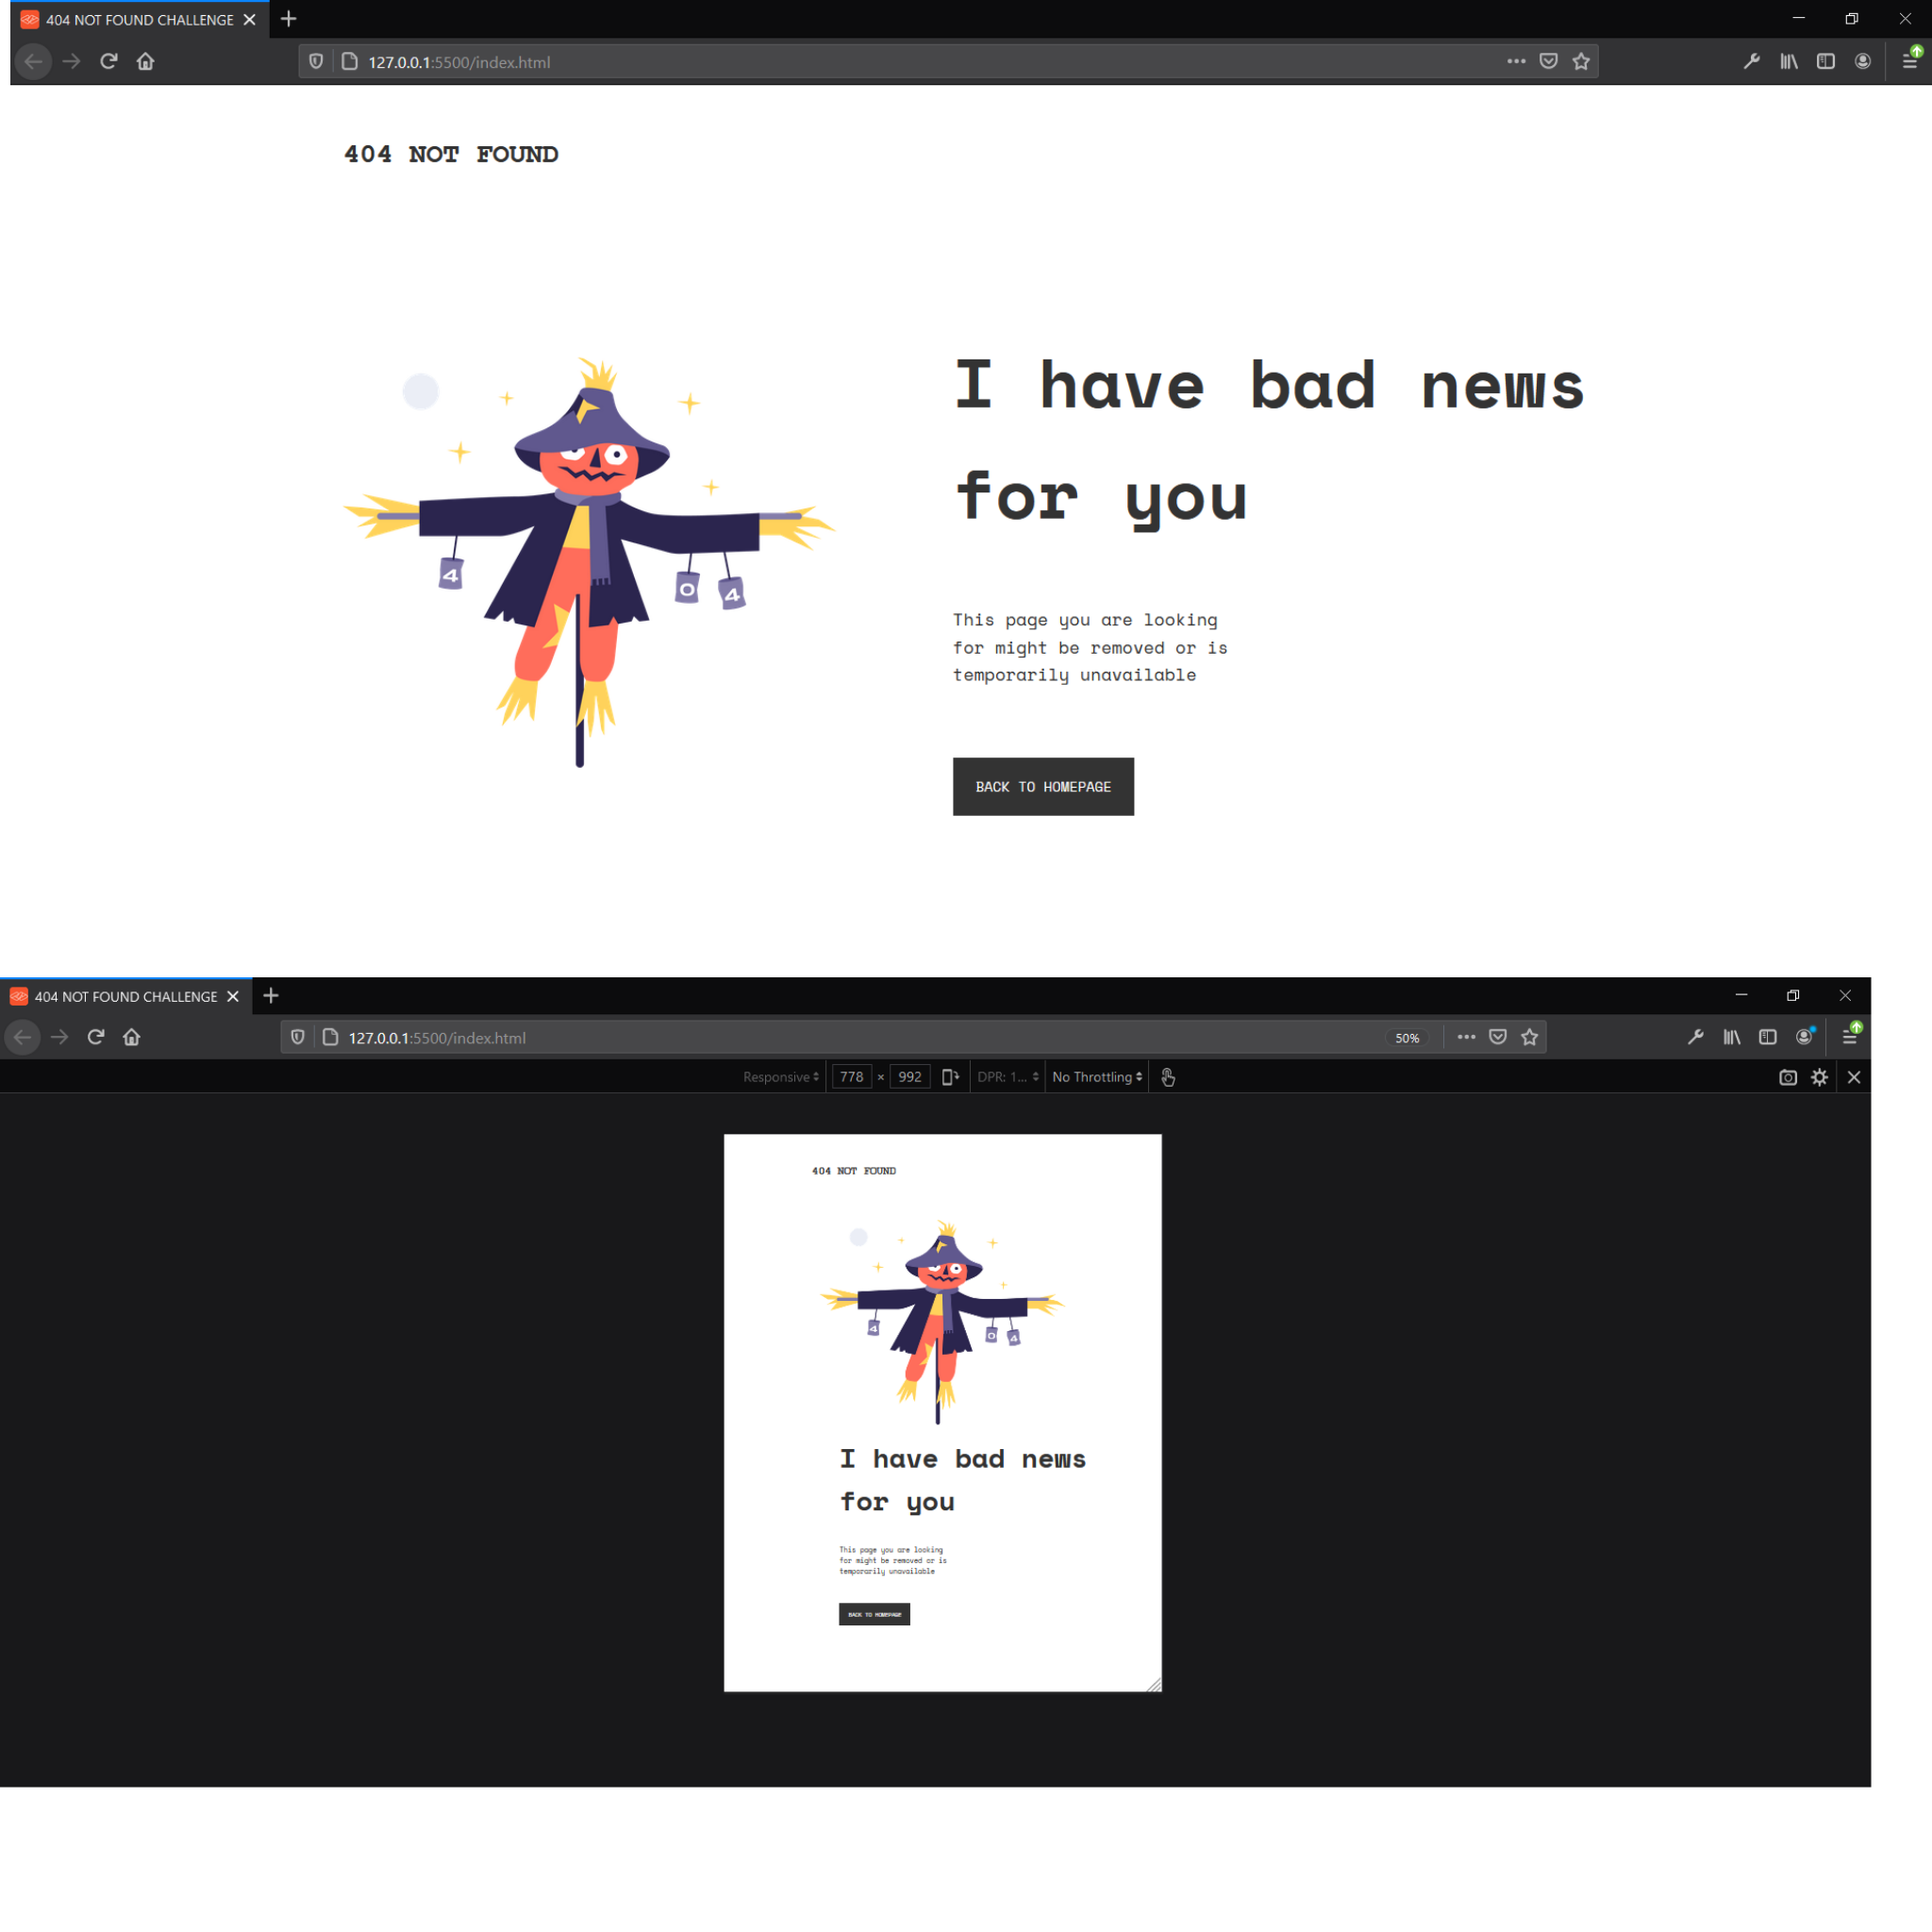 404 NOT FOUND CHALLENGE
127.0.0.1:5500/index.html
404 NOT FOUND
I have bad news
for you
4
0
4
This page you are looking
for might be removed or is
temporarily unavailable
BACK TO HOMEPAGE
404 NOT FOUND CHALLENGE
127.0.0.1:5500/index.html
50%
Responsive 778 × 992 DPR: 1... No Throttling
404 NOT FOUND
4
0
4
I have bad news
for you
This page you are looking
for might be removed or is
temporarily unavailable
BACK TO HOMEPAGE